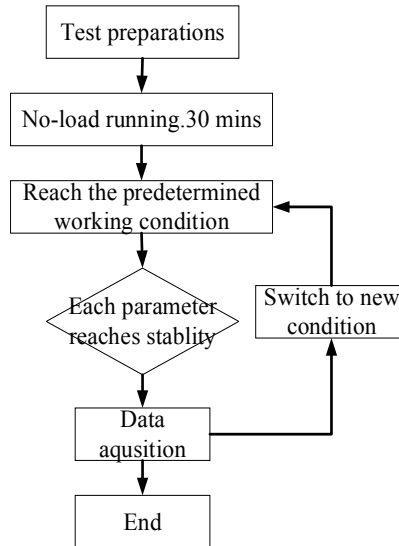 Test preparations
No-load running.30 mins
Reach the predetermined
working condition
Each parameter
reaches stablity
Switch to new
condition
Data
aqusition
End